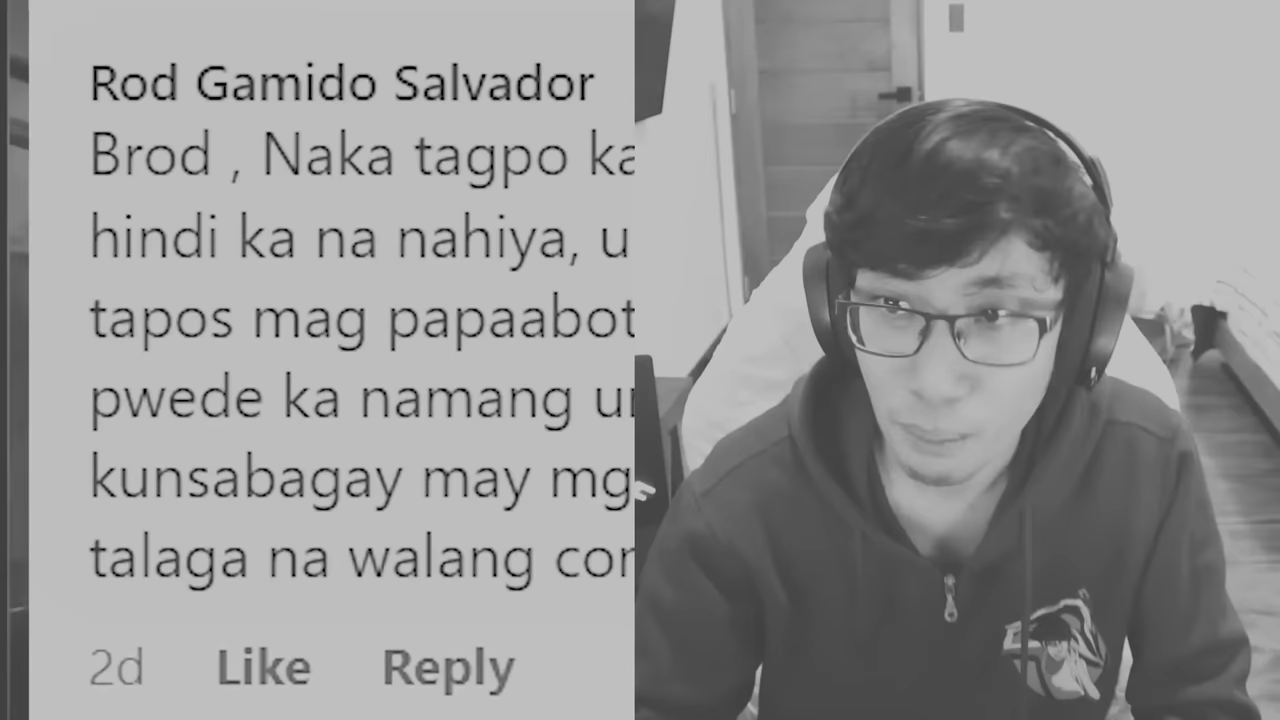 Rod Gamido Salvador
Brod , Naka tagpo ka
hindi ka na nahiya, u
tapos mag papaabot
pwede ka namang
kunsabagay may mg
talaga na walang
2d Like Reply